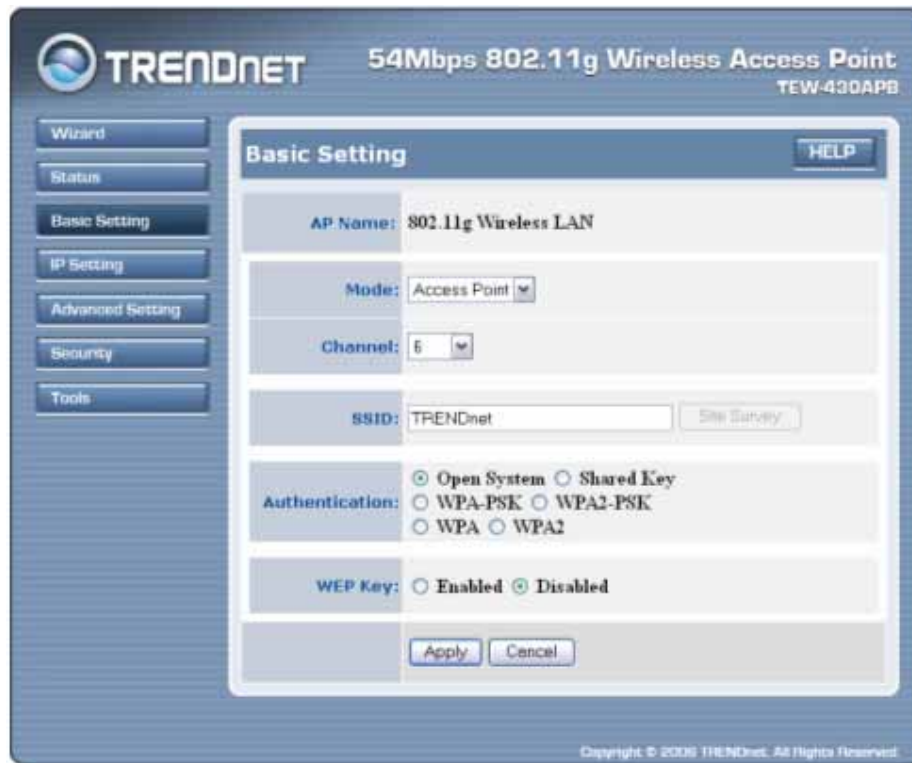 TRENDNET 54Mbps 802.11g Wireless Access Point
TEW-430APB
Wizard
Status
Basic Setting
IP Setting
Advanced Setting
Security
Tools
Basic Setting HELP
AP Name: 802.11g Wireless LAN
Mode: Access Point
Channel: 6
SSID: TRENDnet Site Survey
Authentication: Open System Shared Key
WPA-PSK WPA2-PSK
WPA WPA2
WEP Key: Enabled Disabled
Apply Cancel
Copyright © 2006 TRENDnet. All Rights Reserved.